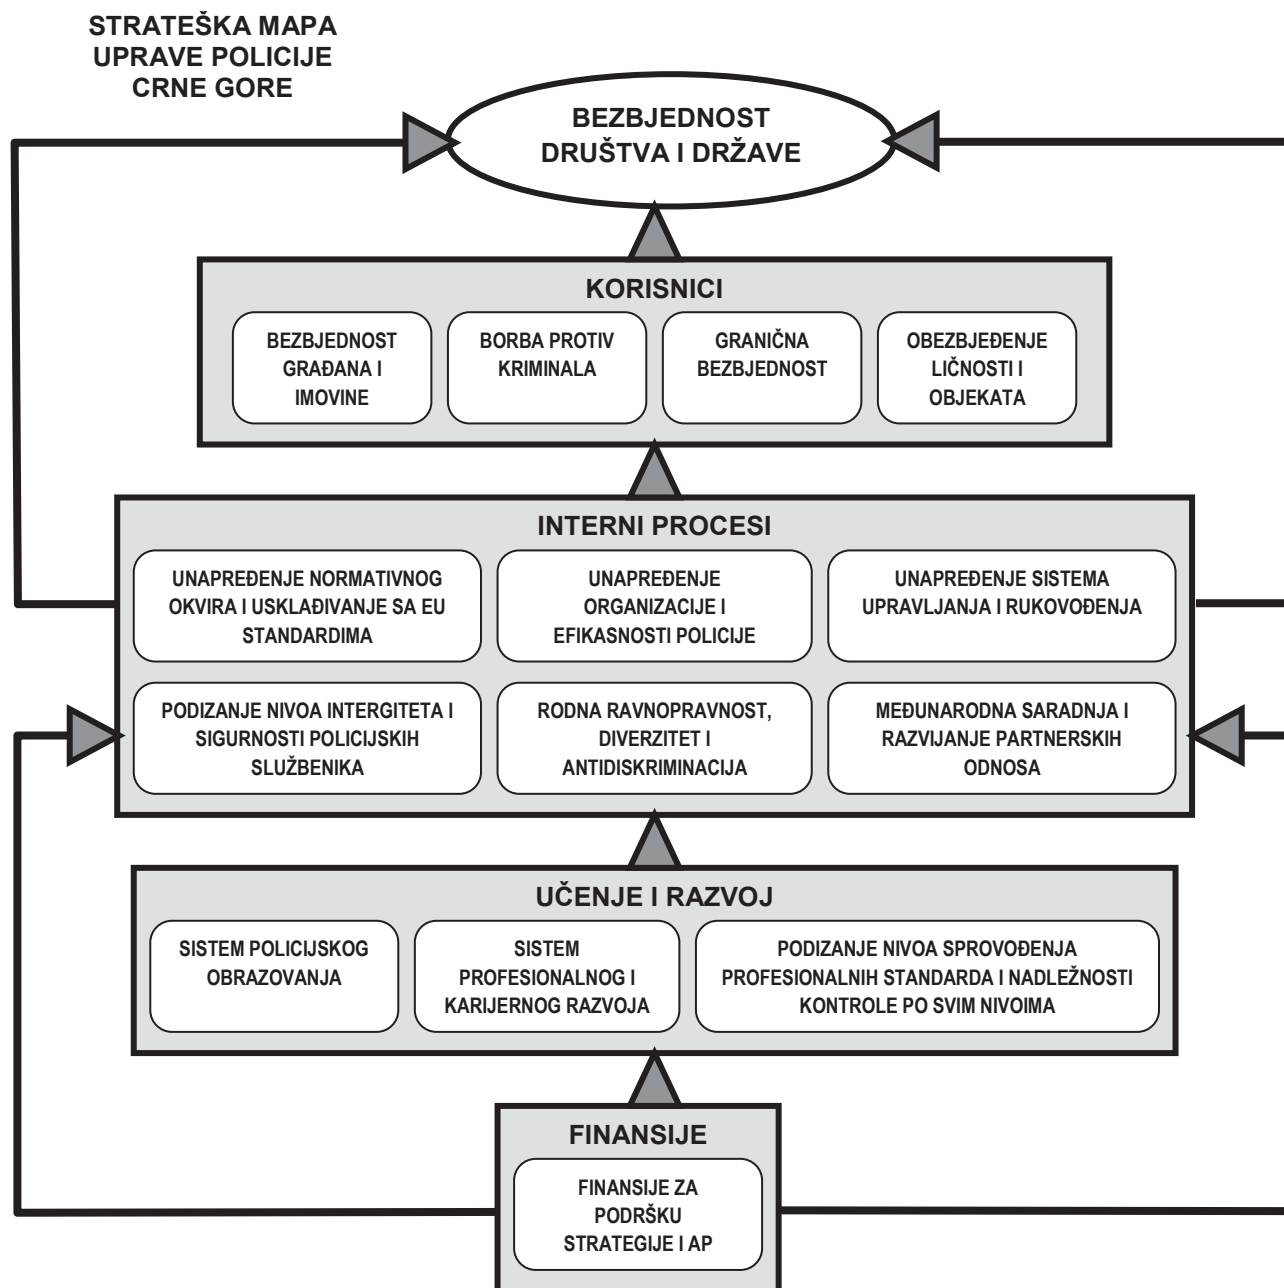 STRATEŠKA MAPA
UPRAVE POLICIJE
CRNE GORE
BEZBJEDNOST
DRUŠTVA I DRŽAVE
KORISNICI
BEZBJEDNOST
GRAĐANA I
IMOVINE
BORBA PROTIV
KRIMINALA
GRANIČNA
BEZBJEDNOST
OBEZBJEĐENJE
LIČNOSTI I
OBJEKATA
INTERNI PROCESI
UNAPREĐENJE NORMATIVNOG
OKVIRA I USKLAĐIVANJE SA EU
STANDARDIMA
UNAPREĐENJE
ORGANIZACIJE I
EFIKASNOSTI POLICIJE
UNAPREĐENJE SISTEMA
UPRAVLJANJA I RUKOVOĐENJA
PODIZANJE NIVOA INTERGITETA I
SIGURNOSTI POLICIJSKIH
SLUŽBENIKA
RODNA RAVNOPRAVNOST,
DIVERZITET I
ANTIDISKRIMINACIJA
MEĐUNARODNA SARADNJA I
RAZVIJANJE PARTNERSKIH
ODNOSA
UČENJE I RAZVOJ
SISTEM POLICIJSKOG
OBRAZOVANJA
SISTEM
PROFESIONALNOG I
KARIJERNOG RAZVOJA
PODIZANJE NIVOA SPROVOĐENJA
PROFESIONALNIH STANDARDA I NADLEŽNOSTI
KONTROLE PO SVIM NIVOIMA
FINANSIJE
FINANSIJE ZA
PODRŠKU
STRATEGIJE I AP